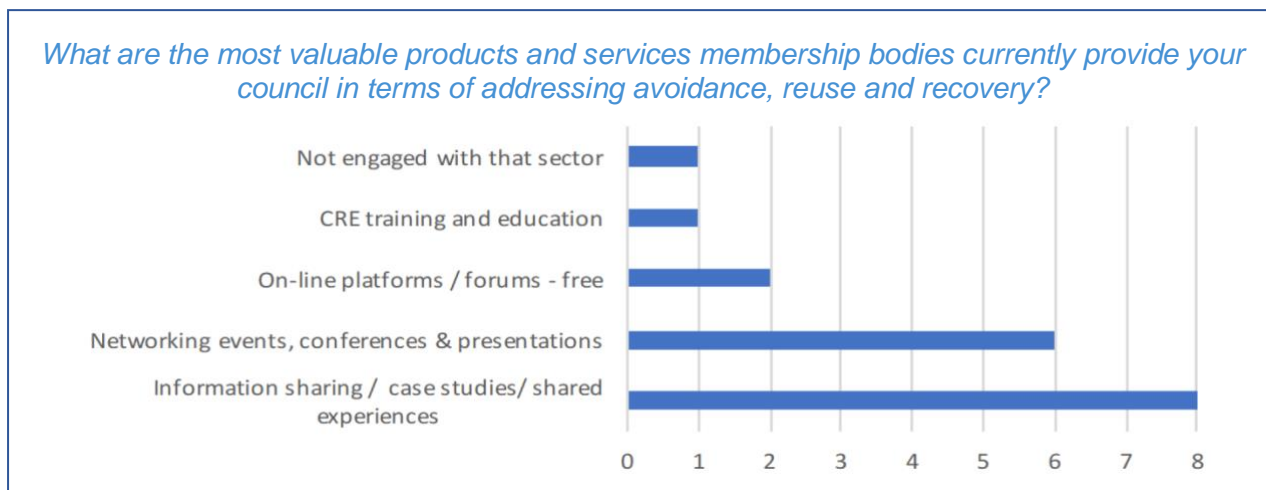 What are the most valuable products and services membership bodies currently provide your
council in terms of addressing avoidance, reuse and recovery?
Not engaged with that sector
CRE training and education
On-line platforms / forums - free
Networking events, conferences & presentations
Information sharing / case studies/ shared
experiences
0 1 2 3 4 5 6 7 8